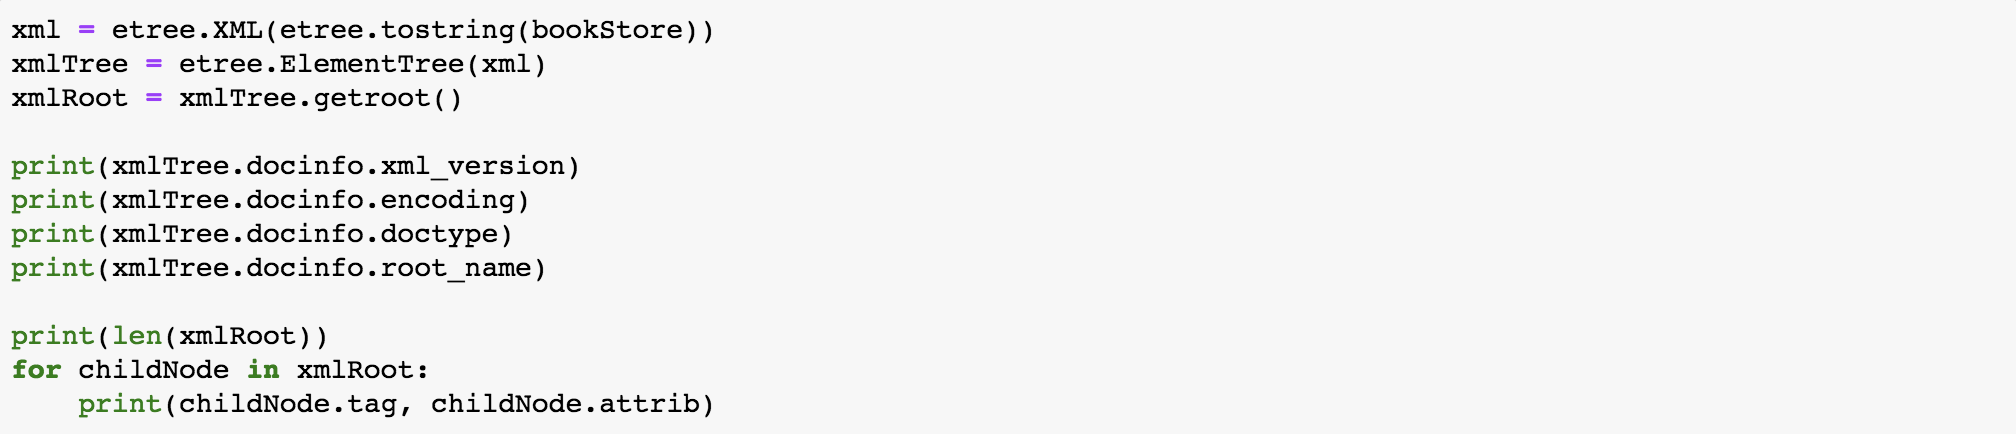 xml = etree.XML(etree.tostring(bookStore))
xmlTree = etree.ElementTree(xml)
xmlRoot = xmlTree.getroot()

print(xmlTree.docinfo.xml_version)
print(xmlTree.docinfo.encoding)
print(xmlTree.docinfo.doctype)
print(xmlTree.docinfo.root_name)

print(len(xmlRoot))
for childNode in xmlRoot:
    print(childNode.tag, childNode.attrib)